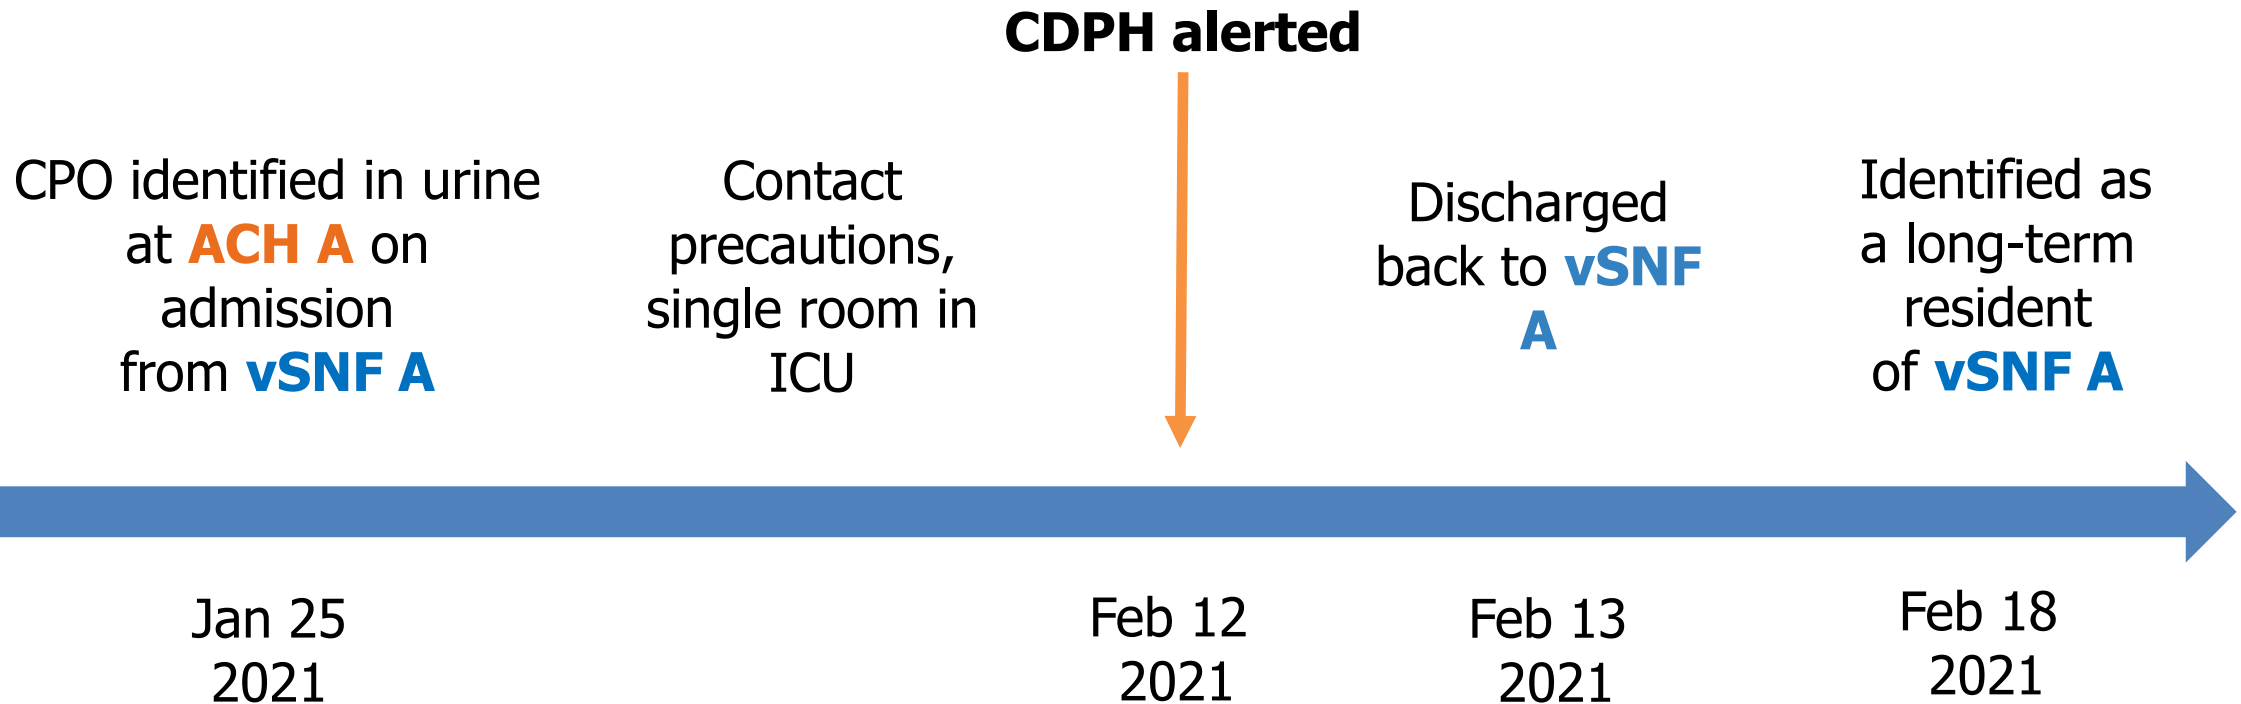 CDPH alerted
CPO identified in urine
at ACH A on
admission
from vSNF A
Contact
precautions,
single room in
ICU
Discharged
back to vSNF
A
Identified as
a long-term
resident
of vSNF A
Jan 25
2021
Feb 12
2021
Feb 13
2021
Feb 18
2021